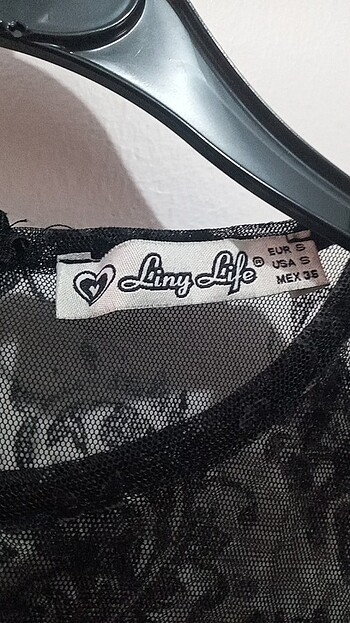 Liny Life®
EUR S
USA S
MEX 36